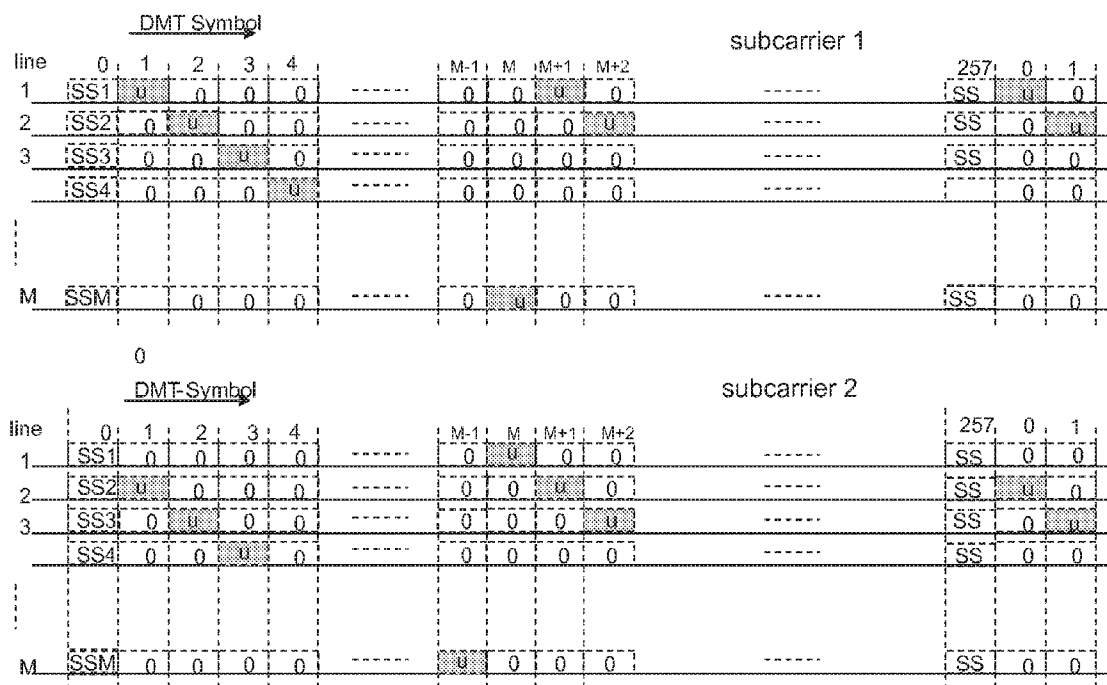 DMT Symbol
subcarrier 1
line 0 1 2 3 4 M-1 M M+1 M+2 257 0 1
1 SS1 u 0 0 0 -------- 0 0 u 0 -------- SS u 0
2 SS2 0 u 0 0 -------- 0 0 0 u -------- SS 0 u
3 SS3 0 0 u 0 -------- 0 0 0 0 -------- SS 0 0
SS4 0 0 0 u -------- 0 0 0 0 -------- 0 0
M SSM 0 0 0 -------- 0 u 0 0 -------- SS 0 0
0
DMT-Symbol
subcarrier 2
line 0 1 2 3 4 M-1 M M+1 M+2 257 0 1
1 SS1 0 0 0 0 -------- 0 u 0 0 -------- SS 0 0
2 SS2 u 0 0 0 -------- 0 0 u 0 -------- SS u 0
3 SS3 0 u 0 0 -------- 0 0 0 u -------- SS 0 u
SS4 0 0 u 0 -------- 0 0 0 0 -------- SS 0 0
M SSM 0 0 0 0 -------- u 0 0 0 -------- SS 0 0